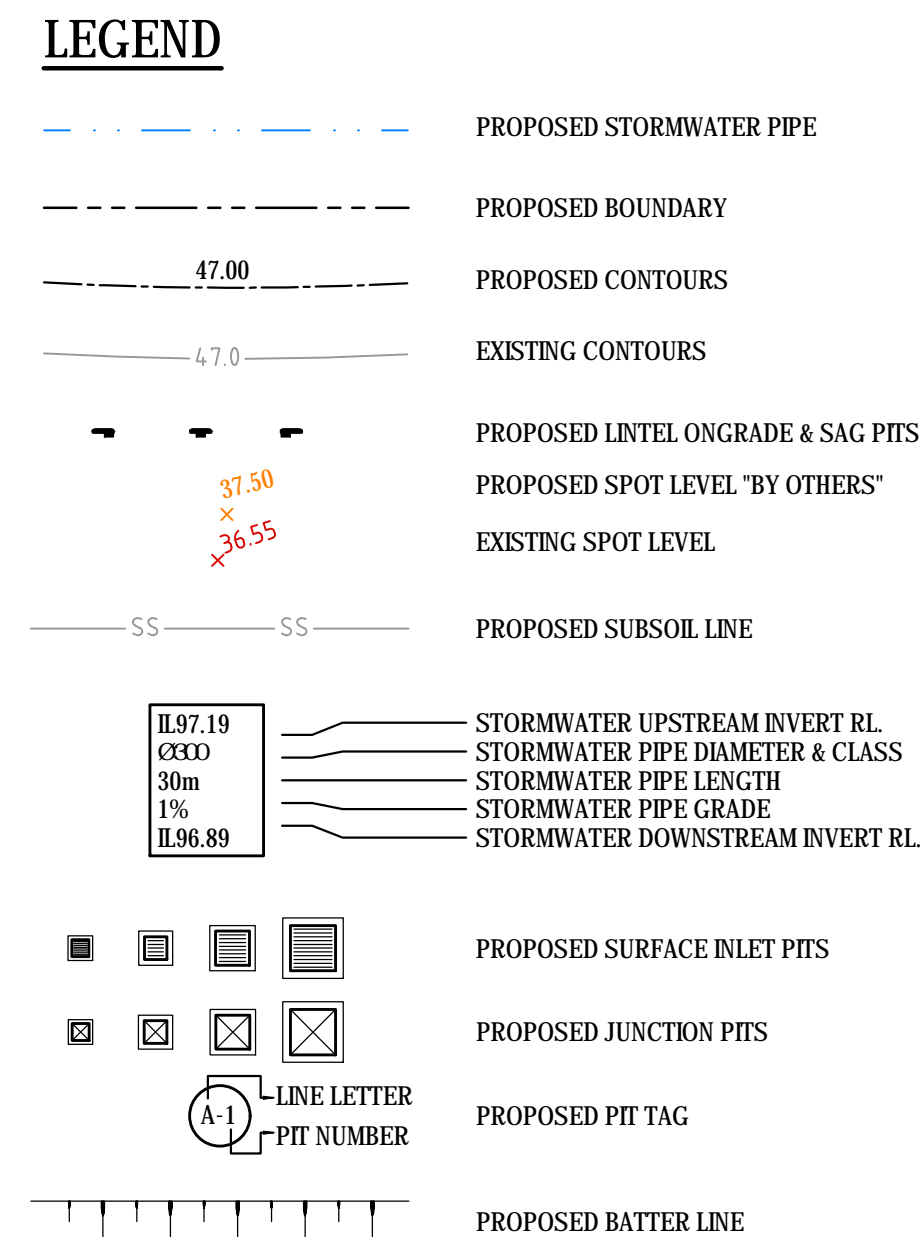 LEGEND
PROPOSED STORMWATER PIPE
PROPOSED BOUNDARY
47.00 PROPOSED CONTOURS
47.0 EXISTING CONTOURS
PROPOSED LINTEL ONGRADE & SAG PITS
37.50 PROPOSED SPOT LEVEL "BY OTHERS"
36.55 EXISTING SPOT LEVEL
SS SS PROPOSED SUBSOIL LINE
IL97.19 STORMWATER UPSTREAM INVERT RL.
Ø300 STORMWATER PIPE DIAMETER & CLASS
30m STORMWATER PIPE LENGTH
1% STORMWATER PIPE GRADE
IL96.89 STORMWATER DOWNSTREAM INVERT RL.
PROPOSED SURFACE INLET PITS
PROPOSED JUNCTION PITS
LINE LETTER
A-1 PROPOSED PIT TAG
PIT NUMBER
PROPOSED BATTER LINE